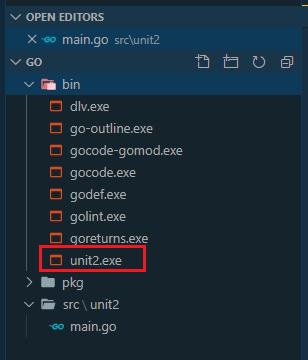 OPEN EDITORS
main.go src\unit2
GO
bin
dlv.exe
go-outline.exe
gocode-gomod.exe
gocode.exe
godef.exe
golint.exe
goreturns.exe
unit2.exe
pkg
src \ unit2
main.go